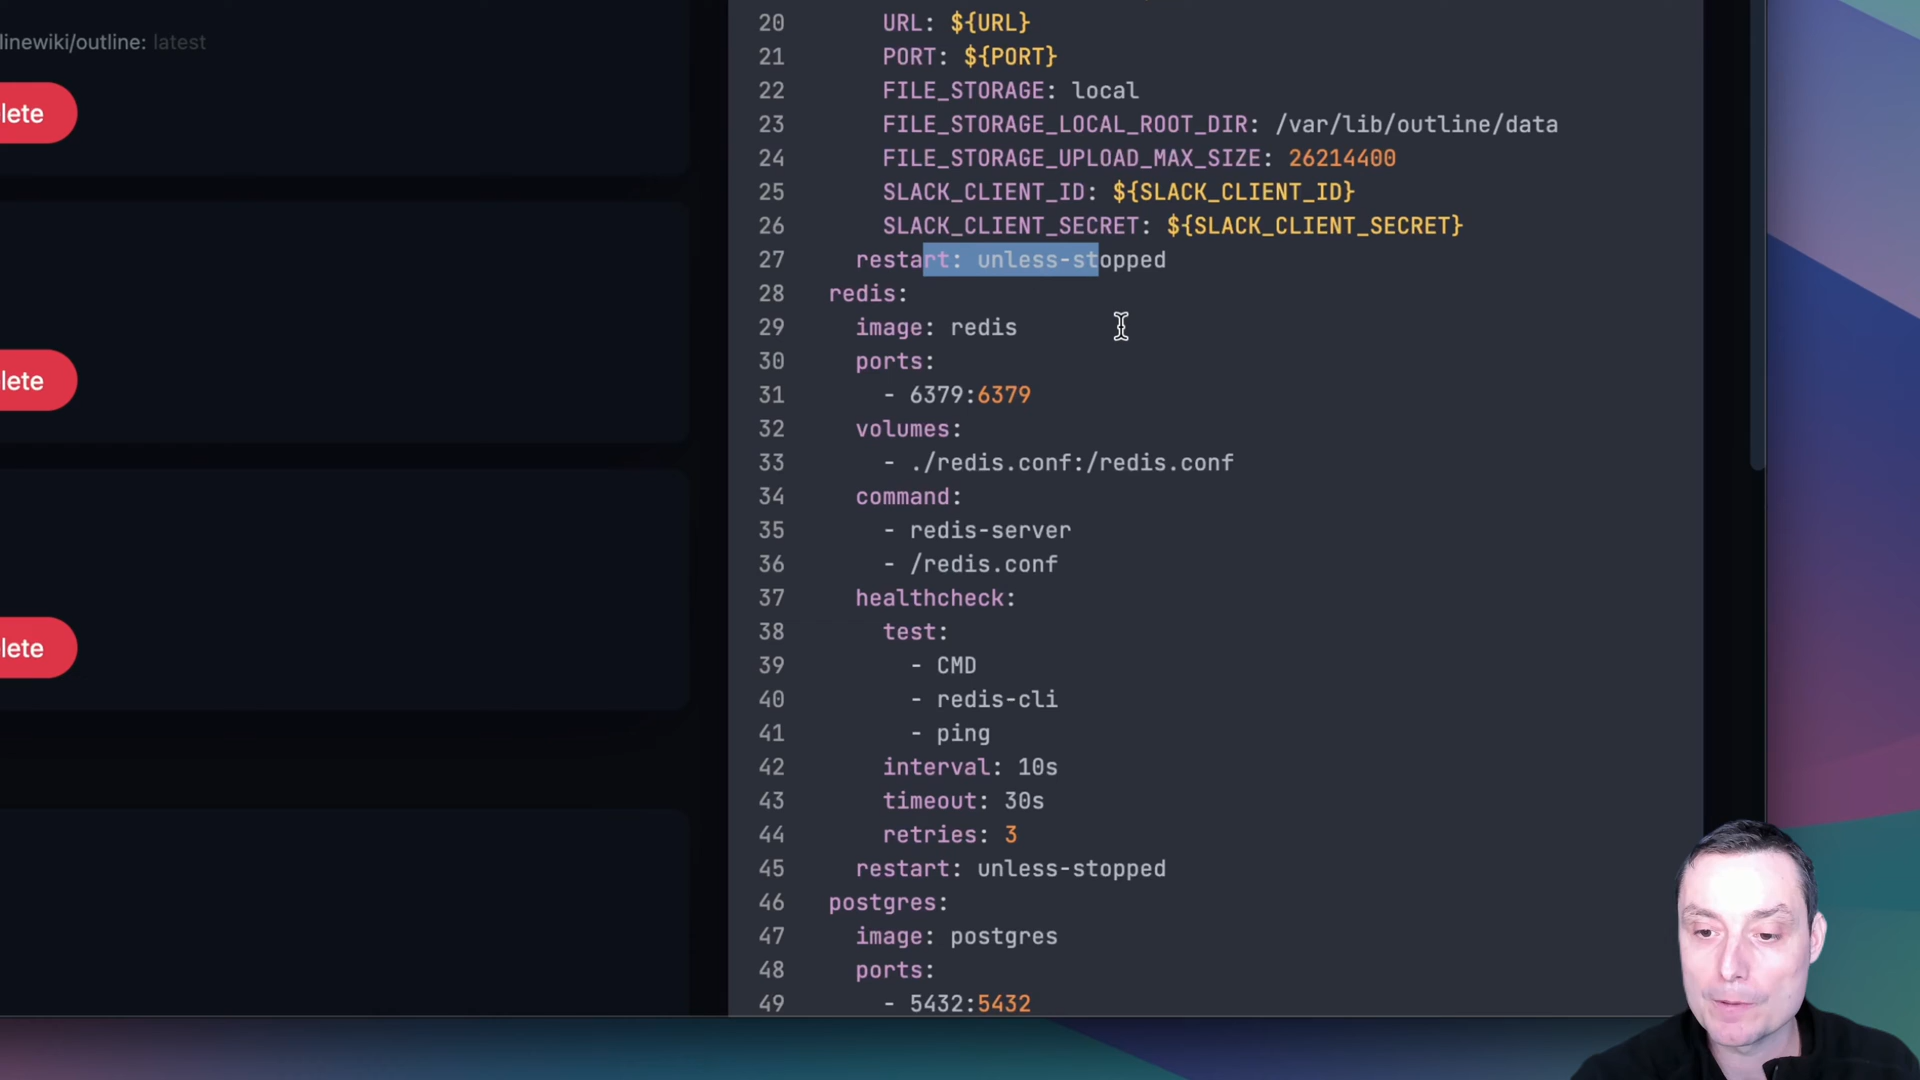 linewiki/outline: latest
lete
lete
lete
20 URL: ${URL}
21 PORT: ${PORT}
22 FILE_STORAGE: local
23 FILE_STORAGE_LOCAL_ROOT_DIR: /var/lib/outline/data
24 FILE_STORAGE_UPLOAD_MAX_SIZE: 26214400
25 SLACK_CLIENT_ID: ${SLACK_CLIENT_ID}
26 SLACK_CLIENT_SECRET: ${SLACK_CLIENT_SECRET}
27 restart: unless-stopped
28 redis:
29 image: redis
30 ports:
31 - 6379:6379
32 volumes:
33 - ./redis.conf:/redis.conf
34 command:
35 - redis-server
36 - /redis.conf
37 healthcheck:
38 test:
39 - CMD
40 - redis-cli
41 - ping
42 interval: 10s
43 timeout: 30s
44 retries: 3
45 restart: unless-stopped
46 postgres:
47 image: postgres
48 ports:
49 - 5432:5432